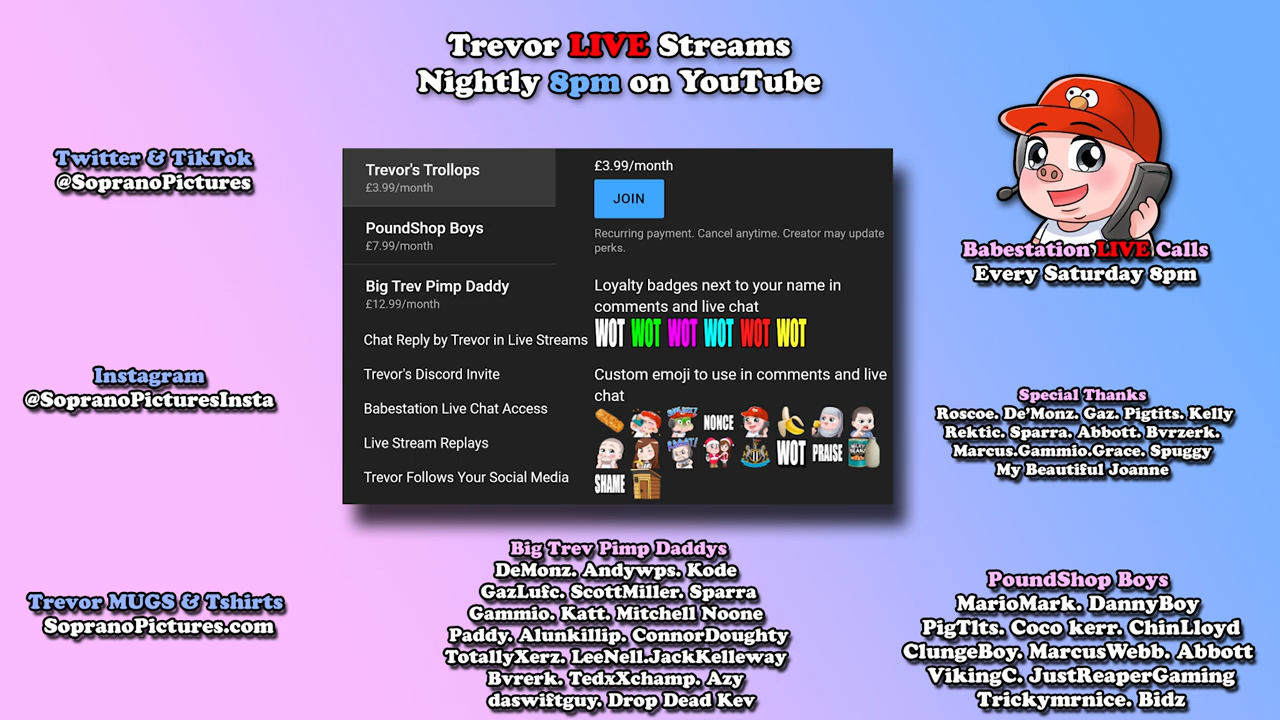 Trevor LIVE Streams
Nightly 8pm on YouTube
Twitter & TikTok
@SopranoPictures
Instagram
@SopranoPicturesInsta
Trevor MUGS & Tshirts
SopranoPictures.com
Trevor's Trollops
£3.99/month
PoundShop Boys
£7.99/month
Big Trev Pimp Daddy
£12.99/month
Chat Reply by Trevor in Live Streams
Trevor's Discord Invite
Babestation Live Chat Access
Live Stream Replays
Trevor Follows Your Social Media
£3.99/month
JOIN
Recurring payment. Cancel anytime. Creator may update
perks.
Loyalty badges next to your name in
comments and live chat
WOT WOT WOT WOT WOT WOT
Custom emoji to use in comments and live
chat
NONCE
WOT PRAISE
SHAME
Babestation LIVE Calls
Every Saturday 8pm
Special Thanks
Roscoe. De'Monz. Gaz. Pigtits. Kelly
Rektic. Sparra. Abbott. Bvrzerk.
Marcus.Gammio.Grace. Spuggy
My Beautiful Joanne
Big Trev Pimp Daddys
DeMonz. Andywps. Kode
GazLufc. ScottMiller. Sparra
Gammio. Katt. Mitchell Noone
Paddy. Alunkillip. ConnorDoughty
TotallyXerz. LeeNell.JackKelleway
Bvrerk. TedxXchamp. Azy
daswiftguy. Drop Dead Kev
PoundShop Boys
MarioMark. DannyBoy
PigTIts. Coco kerr. ChinLloyd
ClungeBoy. MarcusWebb. Abbott
VikingC. JustReaperGaming
Trickymrnice. Bidz